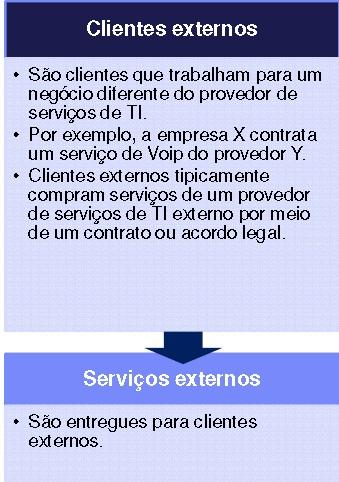 Clientes externos
• São clientes que trabalham para um
negócio diferente do provedor de
serviços de TI.
• Por exemplo, a empresa X contrata
um serviço de Voip do provedor Y.
• Clientes externos tipicamente
compram serviços de um provedor
de serviços de TI externo por meio
de um contrato ou acordo legal.
Serviços externos
• São entregues para clientes
externos.